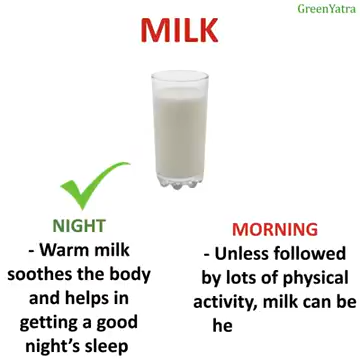 GreenYatra
MILK
NIGHT
- Warm milk
soothes the body
and helps in
getting a good
night's sleep
MORNING
- Unless followed
by lots of physical
activity, milk can be
he